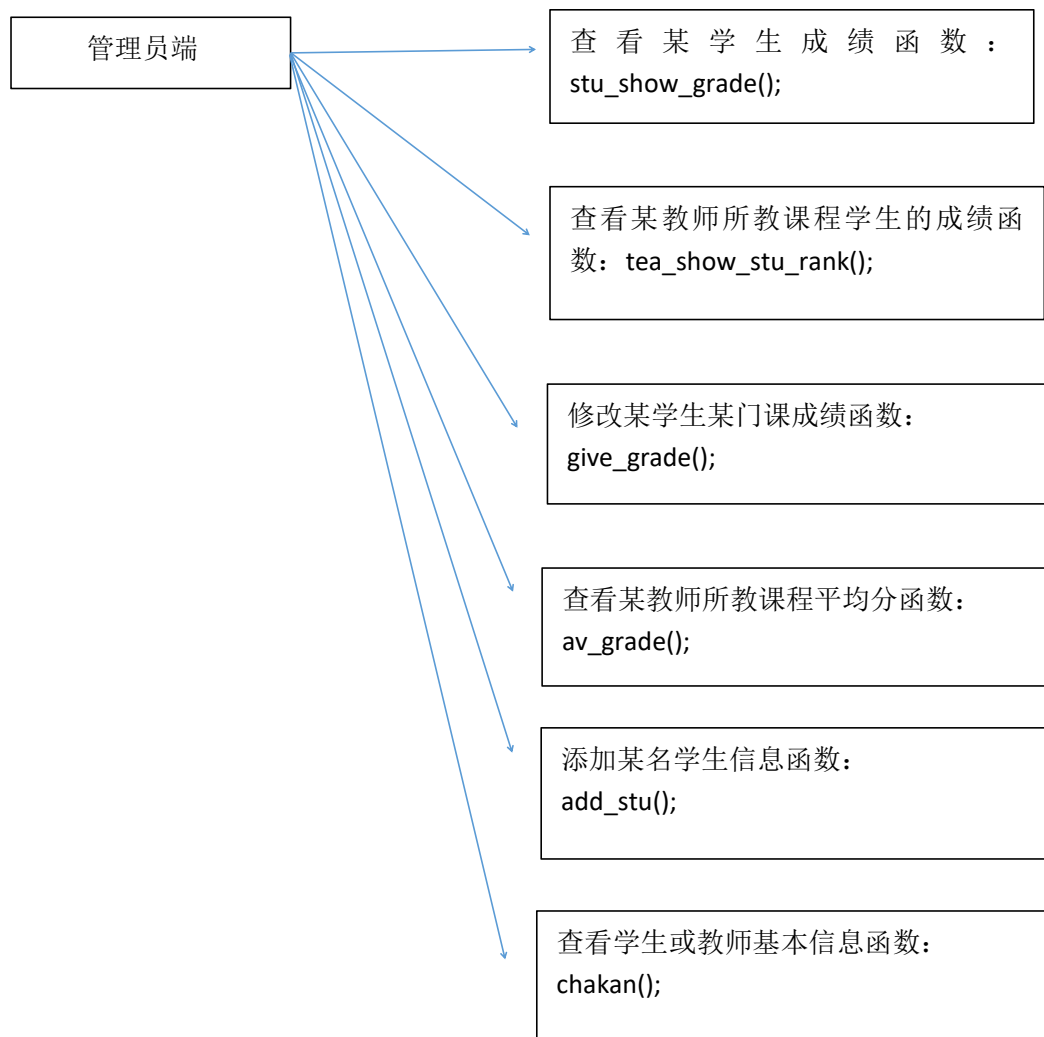 管理员端
查看某学生成绩函数：
stu_show_grade();
查看某教师所教课程学生的成绩函
数：tea_show_stu_rank();
修改某学生某门课成绩函数：
give_grade();
查看某教师所教课程平均分函数：
av_grade();
添加某名学生信息函数：
add_stu();
查看学生或教师基本信息函数：
chakan();